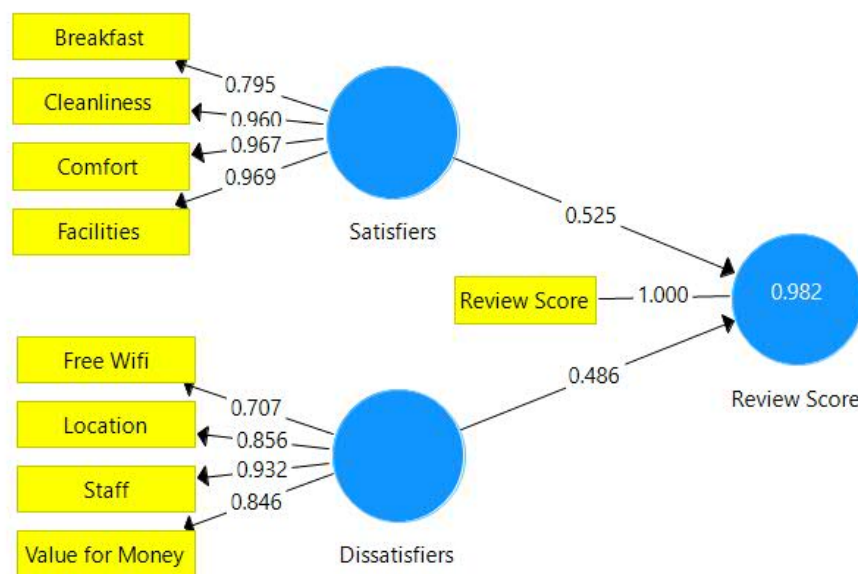 Breakfast
0.795
Cleanliness
0.960
0.967
Comfort
0.969
Facilities
Satisfiers
0.525
Review Score
1.000
0.982
Review Score
Free Wifi
0.707
Location
0.856
0.932
Staff
0.846
Value for Money
Dissatisfiers
0.486